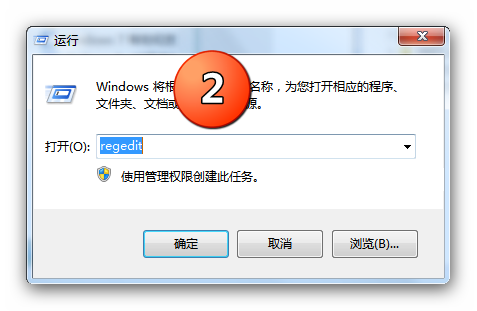 运行
2
Windows 将根 名称，为您打开相应的程序、
文件夹、文档或 源。
打开(O):
regedit
使用管理权限创建此任务。
确定
取消
浏览(B)...